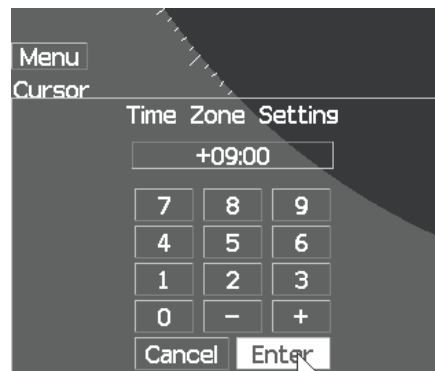 Menu
Cursor
Time Zone Setting
+09:00
7 8 9
4 5 6
1 2 3
0 - +
Cancel Enter